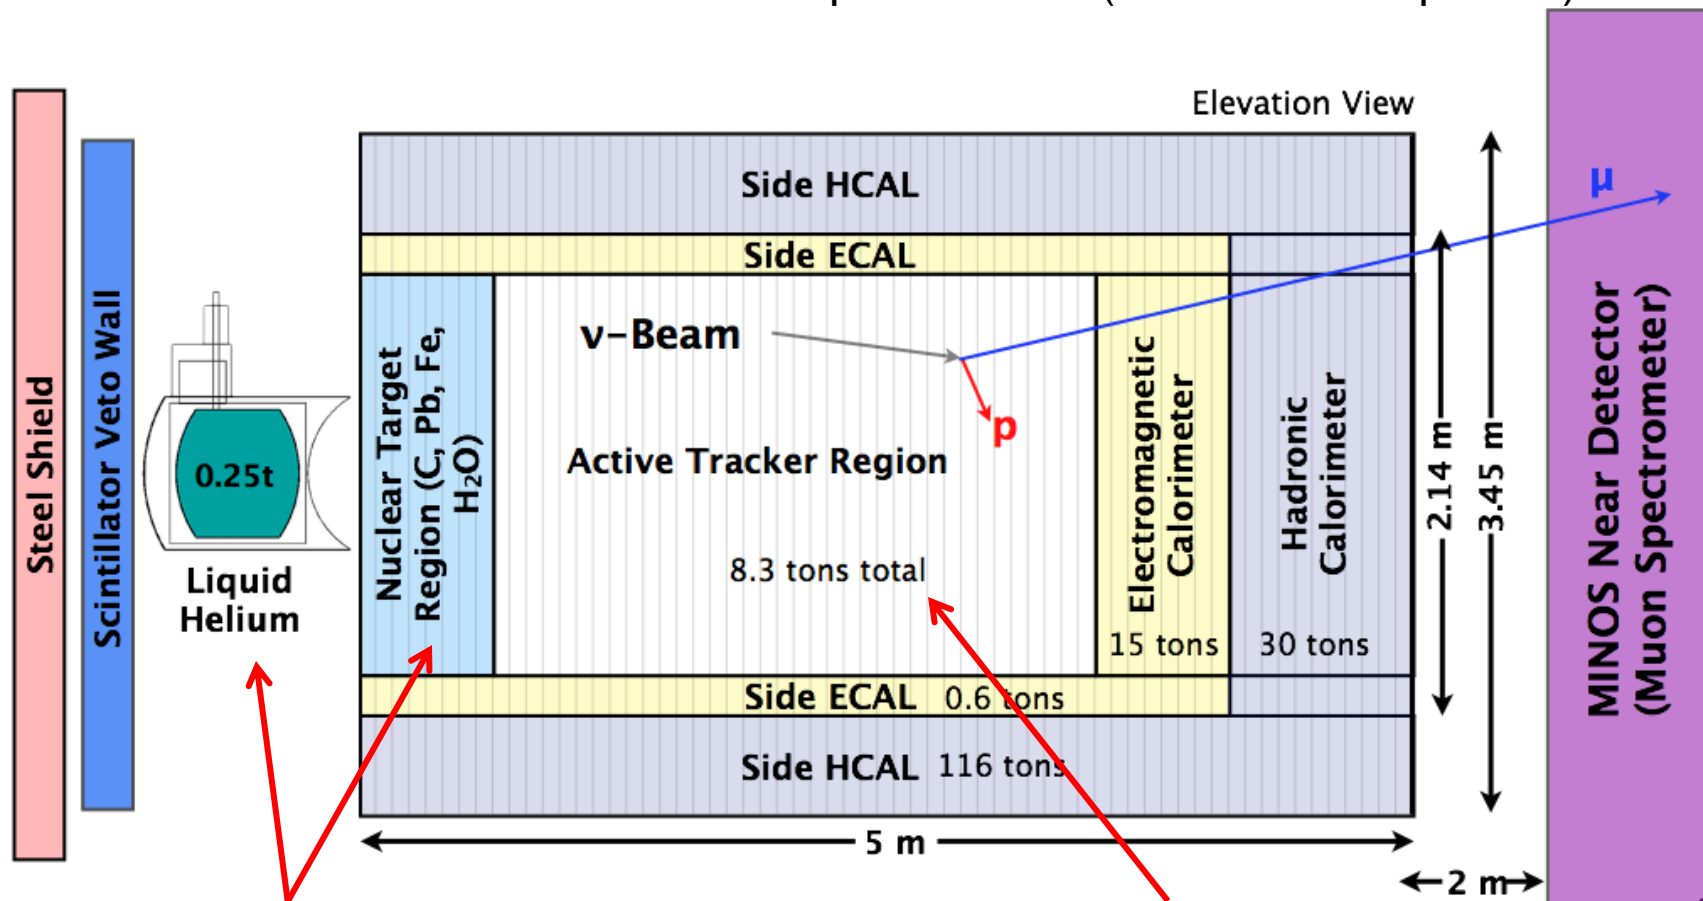 Elevation View
Side HCAL
Side ECAL
Steel Shield
Scintillator Veto Wall
0.25t
Liquid
Helium
Nuclear Target
Region (C, Pb, Fe,
H₂O)
ν-Beam
p
μ
Active Tracker Region
8.3 tons total
Electromagnetic
Calorimeter
15 tons
Hadronic
Calorimeter
30 tons
Side ECAL 0.6 tons
Side HCAL 116 tons
5 m
2 m
2.14 m
3.45 m
MINOS Near Detector
(Muon Spectrometer)